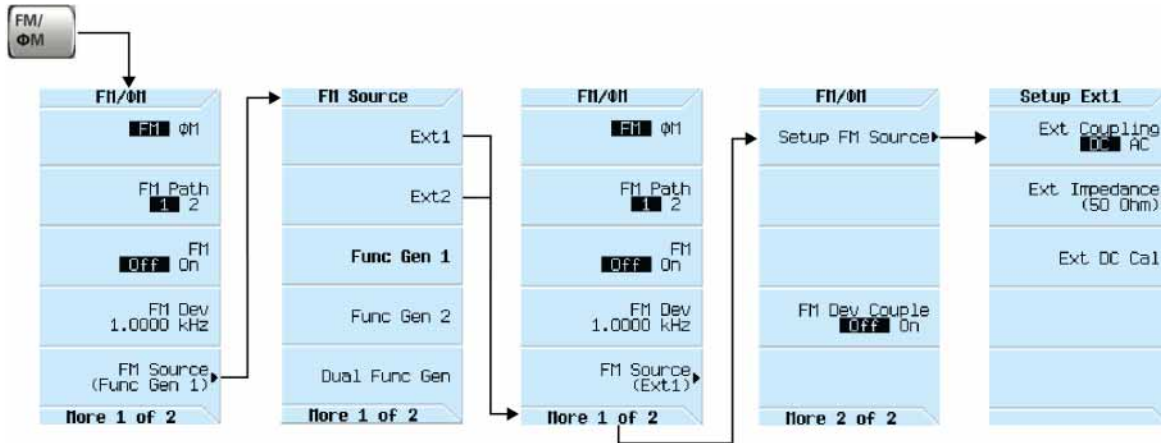 FM/
ΦM
FM/ΦM
FM ΦM
FM Path
1 2
FM
Off On
FM Dev
1.0000 kHz
FM Source
(Func Gen 1)
More 1 of 2
FM Source
Ext1
Ext2
Func Gen 1
Func Gen 2
Dual Func Gen
More 1 of 2
FM/ΦM
FM ΦM
FM Path
1 2
FM
Off On
FM Dev
1.0000 kHz
FM Source
(Ext1)
More 1 of 2
FM/ΦM
Setup FM Source
FM Dev Couple
Off On
More 2 of 2
Setup Ext1
Ext Coupling
DC AC
Ext Impedance
(50 Ohm)
Ext DC Cal